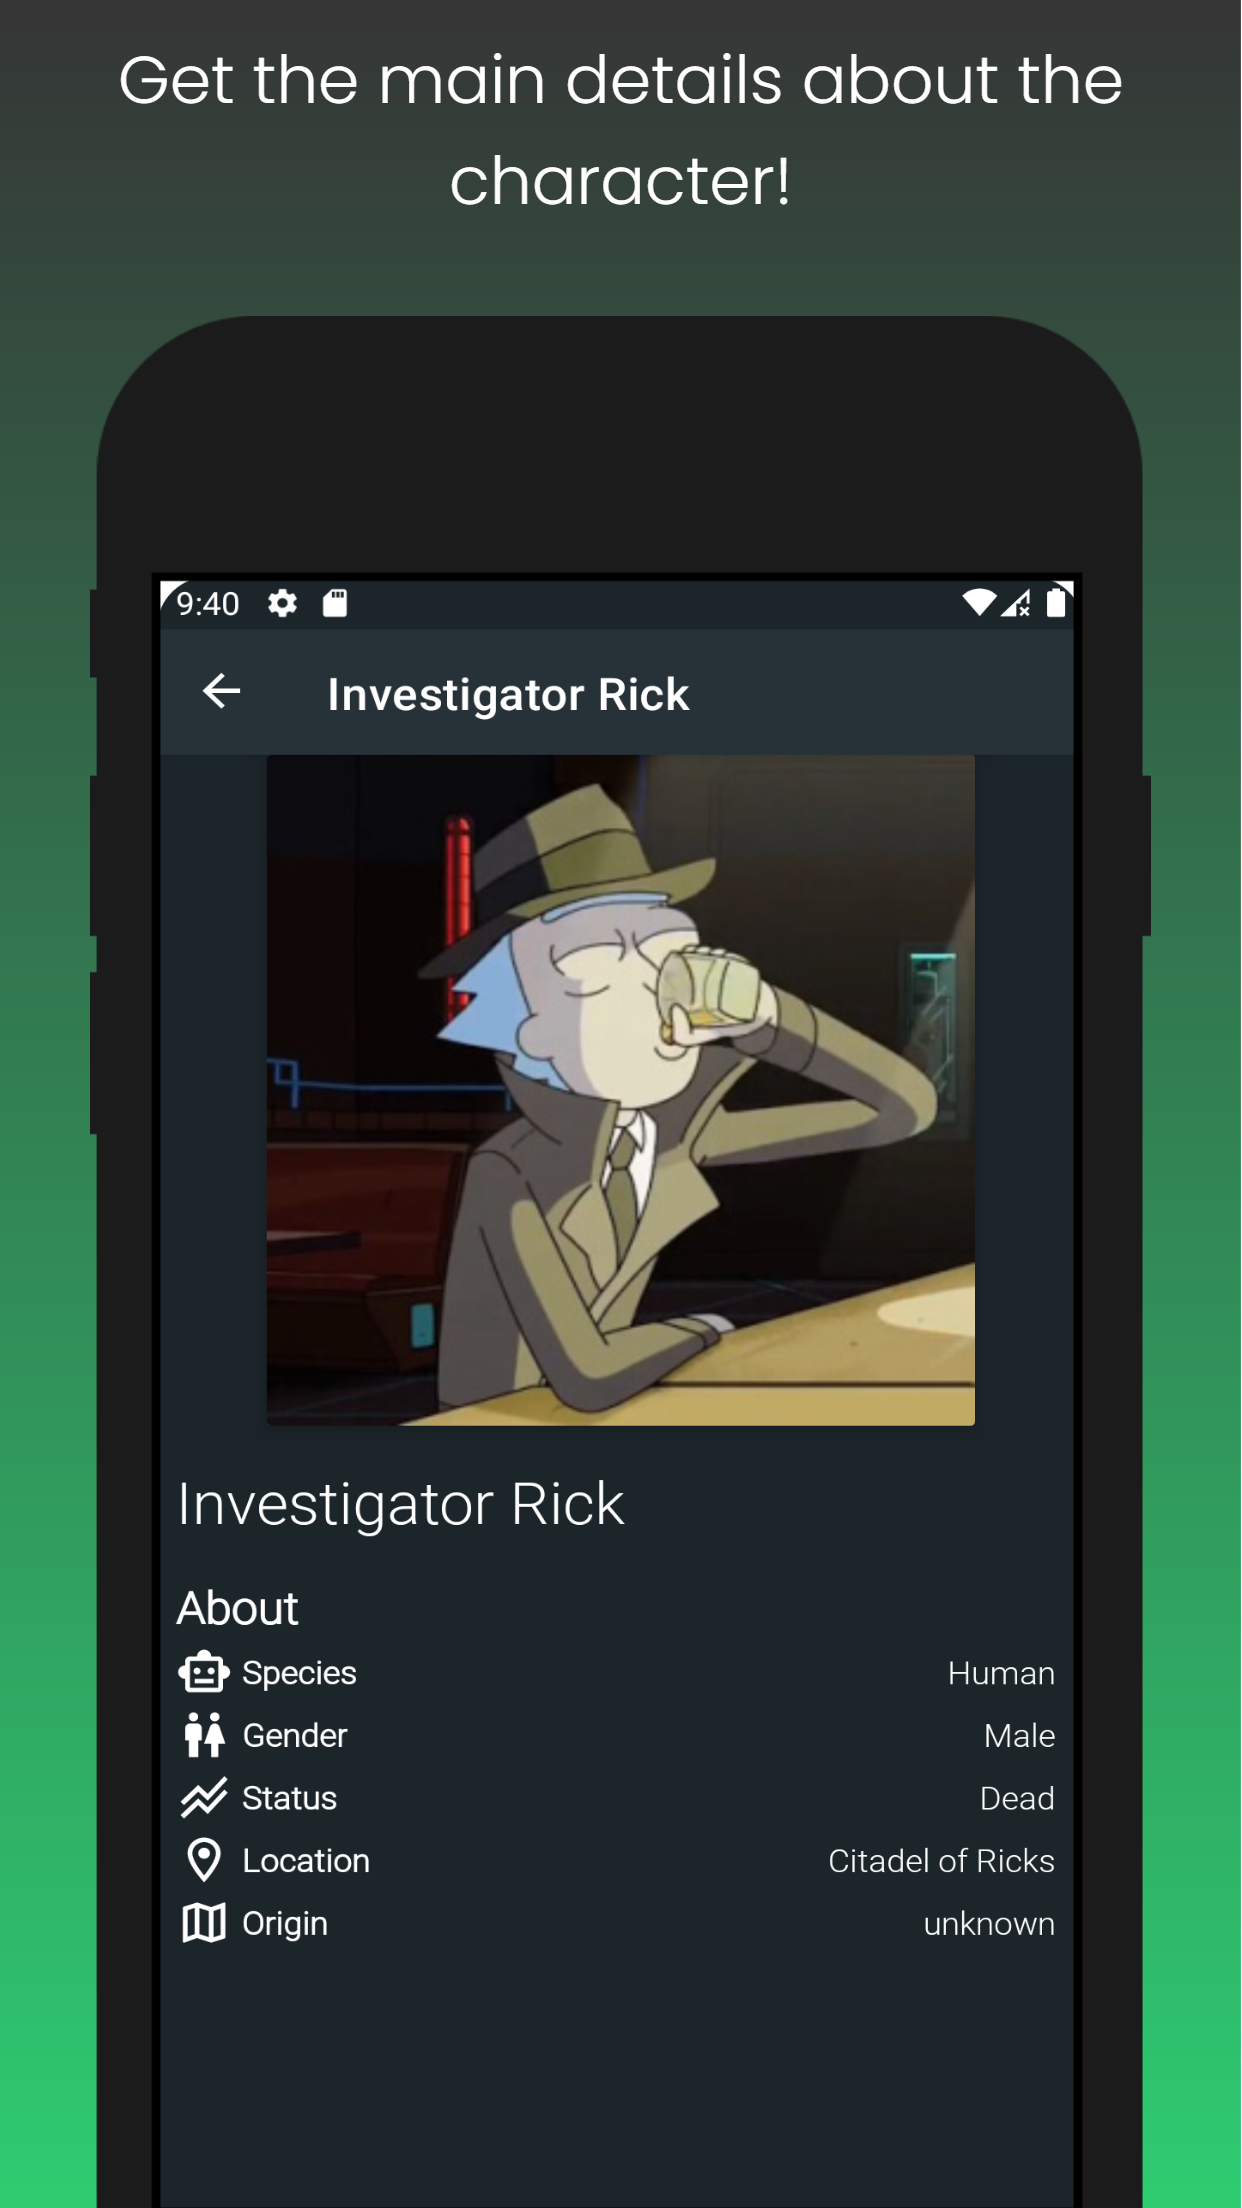 Get the main details about the
character!
9:40
Investigator Rick
Investigator Rick
About
Species Human
Gender Male
Status Dead
Location Citadel of Ricks
Origin unknown